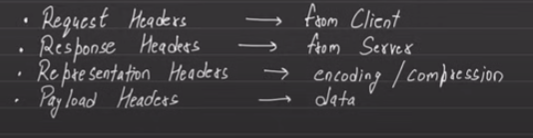 • Request Headers → from Client
• Response Headers → from Server
• Representation Headers → encoding / compression
• Payload Headers → data